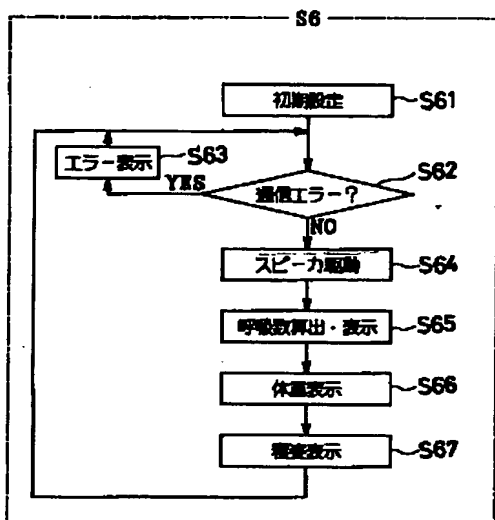 S6
初期設定 S61
エラー表示 S63
YES
通信エラー? S62
NO
スピーカ駆動 S64
呼吸数算出・表示 S65
体重表示 S66
寝姿表示 S67